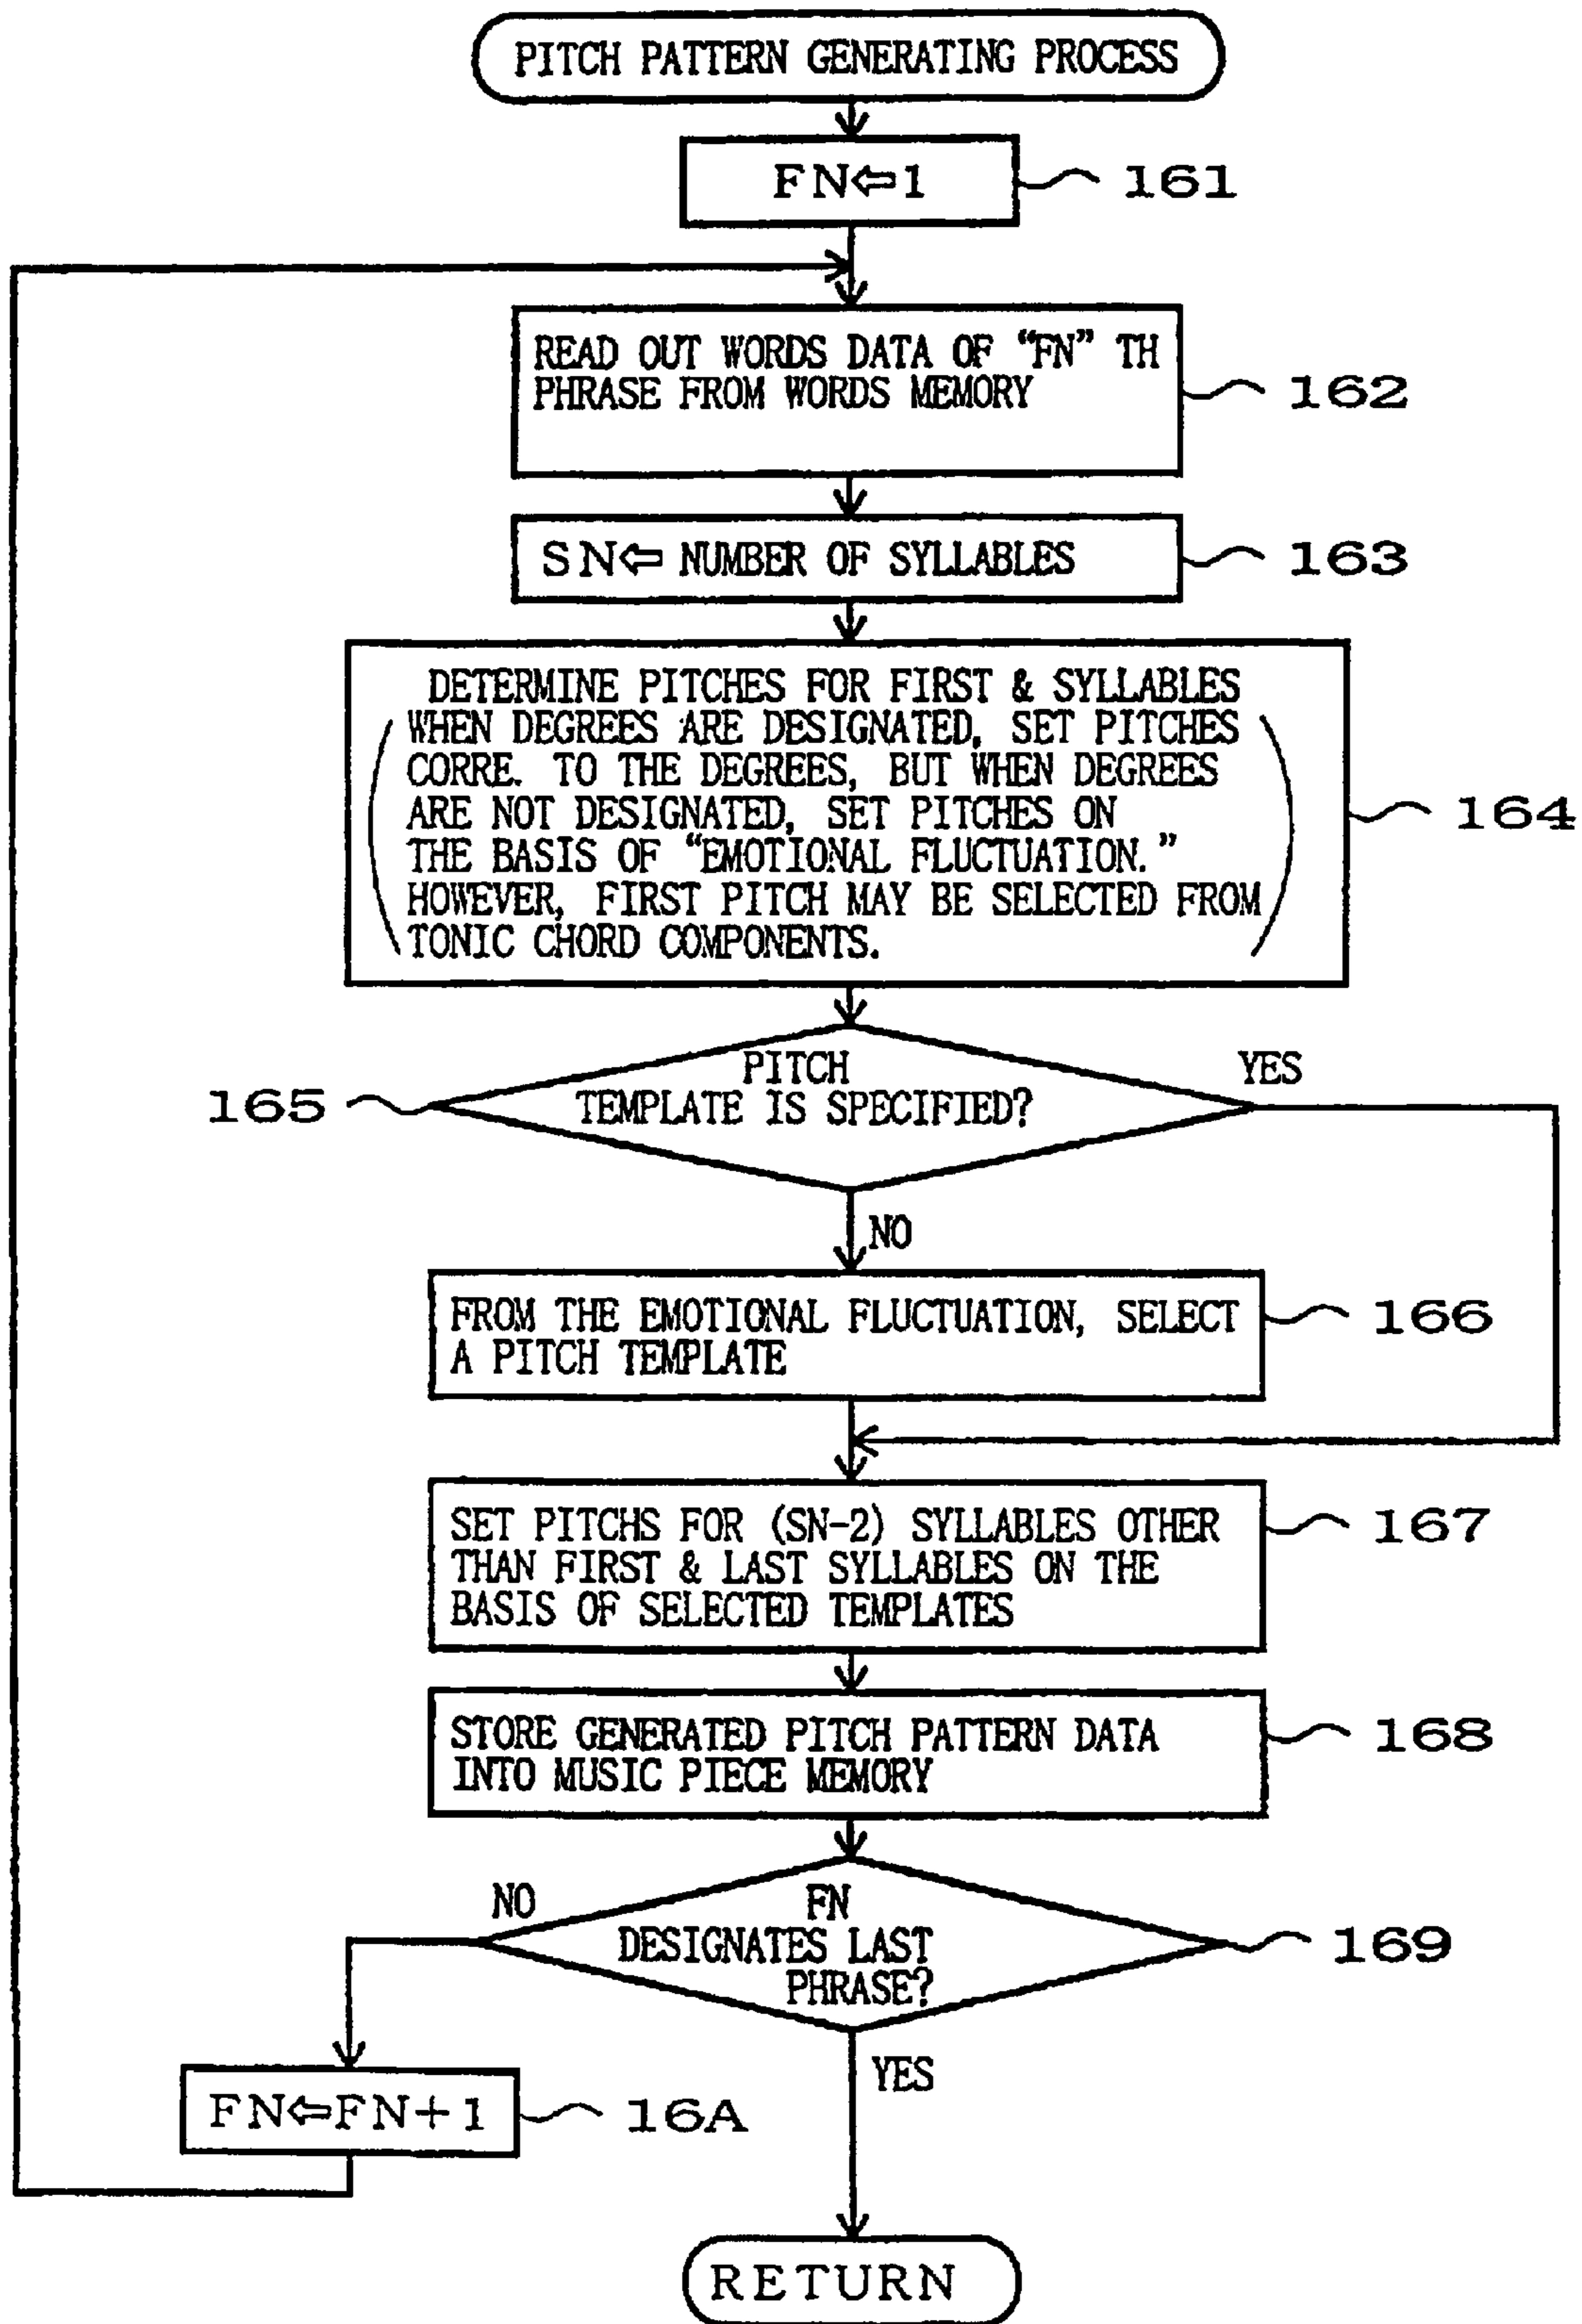 PITCH PATTERN GENERATING PROCESS
FN⇦1
161
READ OUT WORDS DATA OF “FN” TH
PHRASE FROM WORDS MEMORY
162
SN⇦ NUMBER OF SYLLABLES
163
DETERMINE PITCHES FOR FIRST & SYLLABLES
WHEN DEGREES ARE DESIGNATED, SET PITCHES
CORRE. TO THE DEGREES, BUT WHEN DEGREES
ARE NOT DESIGNATED, SET PITCHES ON
THE BASIS OF “EMOTIONAL FLUCTUATION.”
HOWEVER, FIRST PITCH MAY BE SELECTED FROM
TONIC CHORD COMPONENTS.
164
PITCH
TEMPLATE IS SPECIFIED?
YES
165
NO
FROM THE EMOTIONAL FLUCTUATION, SELECT
A PITCH TEMPLATE
166
SET PITCHS FOR (SN-2) SYLLABLES OTHER
THAN FIRST & LAST SYLLABLES ON THE
BASIS OF SELECTED TEMPLATES
167
STORE GENERATED PITCH PATTERN DATA
INTO MUSIC PIECE MEMORY
168
NO
FN
DESIGNATES LAST
PHRASE?
169
YES
FN⇦FN+1
16A
RETURN